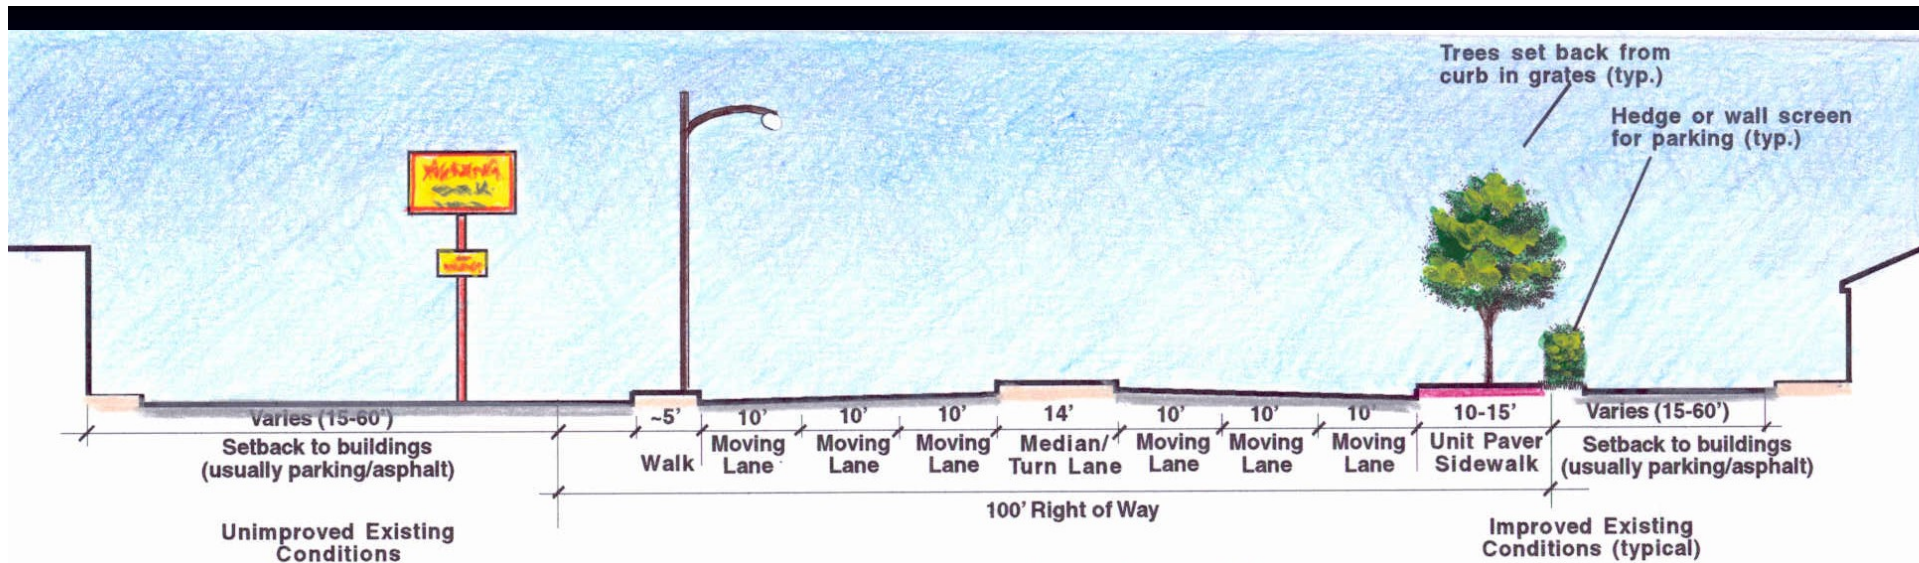 Trees set back from
curb in grates (typ.)
Hedge or wall screen
for parking (typ.)
Varies (15-60')
Setback to buildings
(usually parking/asphalt)
~5'
Walk
10'
Moving
Lane
10'
Moving
Lane
10'
Moving
Lane
14'
Median/
Turn Lane
10'
Moving
Lane
10'
Moving
Lane
10'
Moving
Lane
10-15'
Unit Paver
Sidewalk
Varies (15-60')
Setback to buildings
(usually parking/asphalt)
100' Right of Way
Unimproved Existing
Conditions
Improved Existing
Conditions (typical)